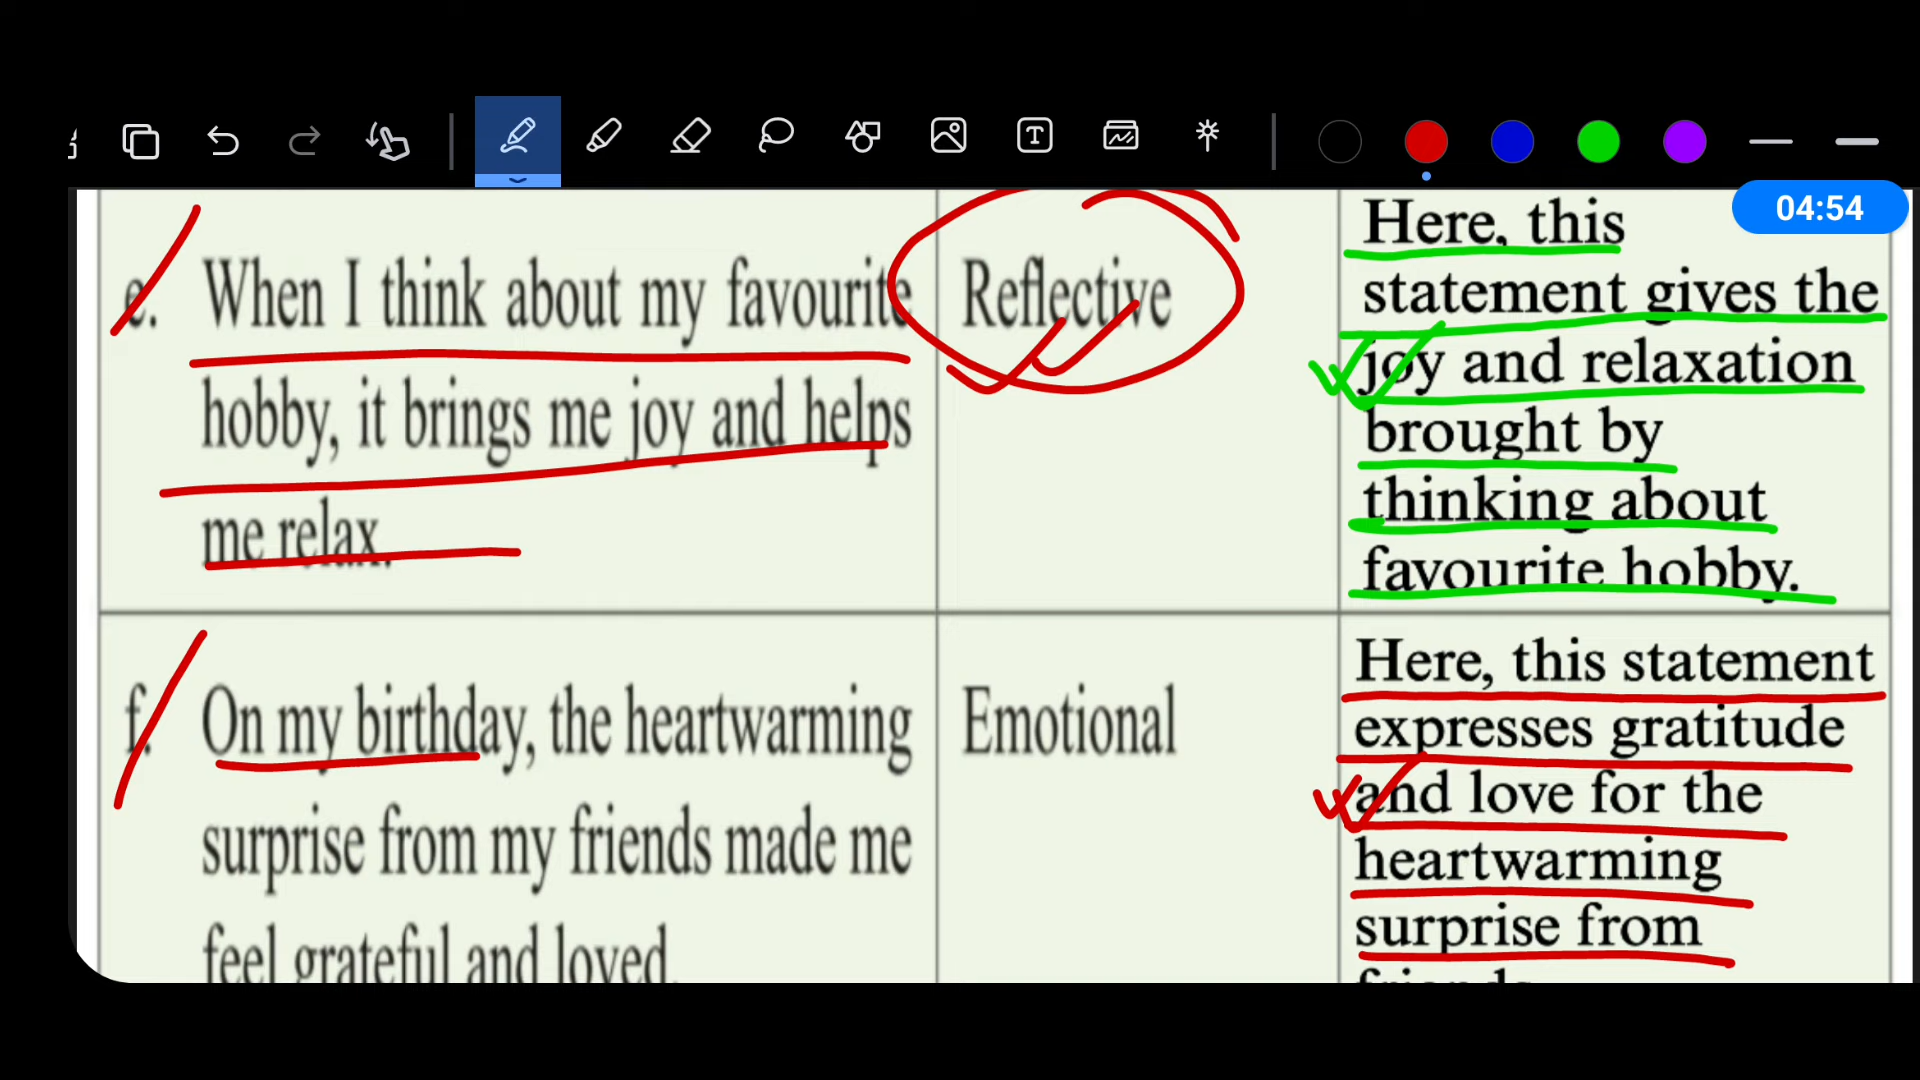 04:54
e. When I think about my favourite
hobby, it brings me joy and helps
me relax.
Reflective
Here, this
statement gives the
joy and relaxation
brought by
thinking about
favourite hobby.
f. On my birthday, the heartwarming
surprise from my friends made me
feel grateful and loved.
Emotional
Here, this statement
expresses gratitude
and love for the
heartwarming
surprise from